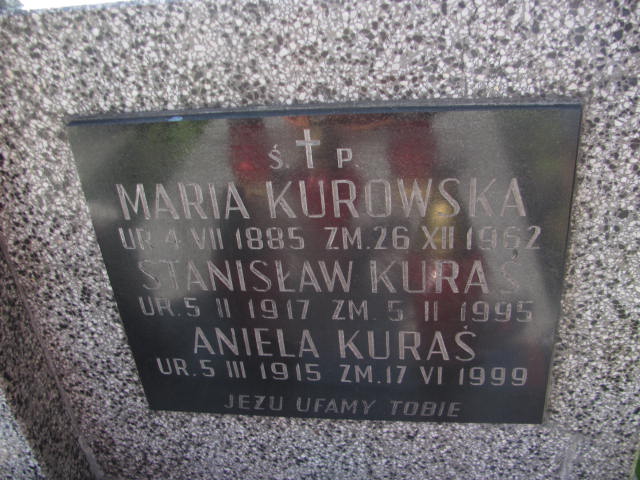 Ś. † P.
MARIA KUROWSKA
UR. 4 VII 1885 ZM. 26 XII 1962
STANISŁAW KURAŚ
UR. 5 II 1917 ZM. 5 II 1995
ANIELA KURAŚ
UR. 5 III 1915 ZM. 17 VI 1999
JEZU UFAMY TOBIE